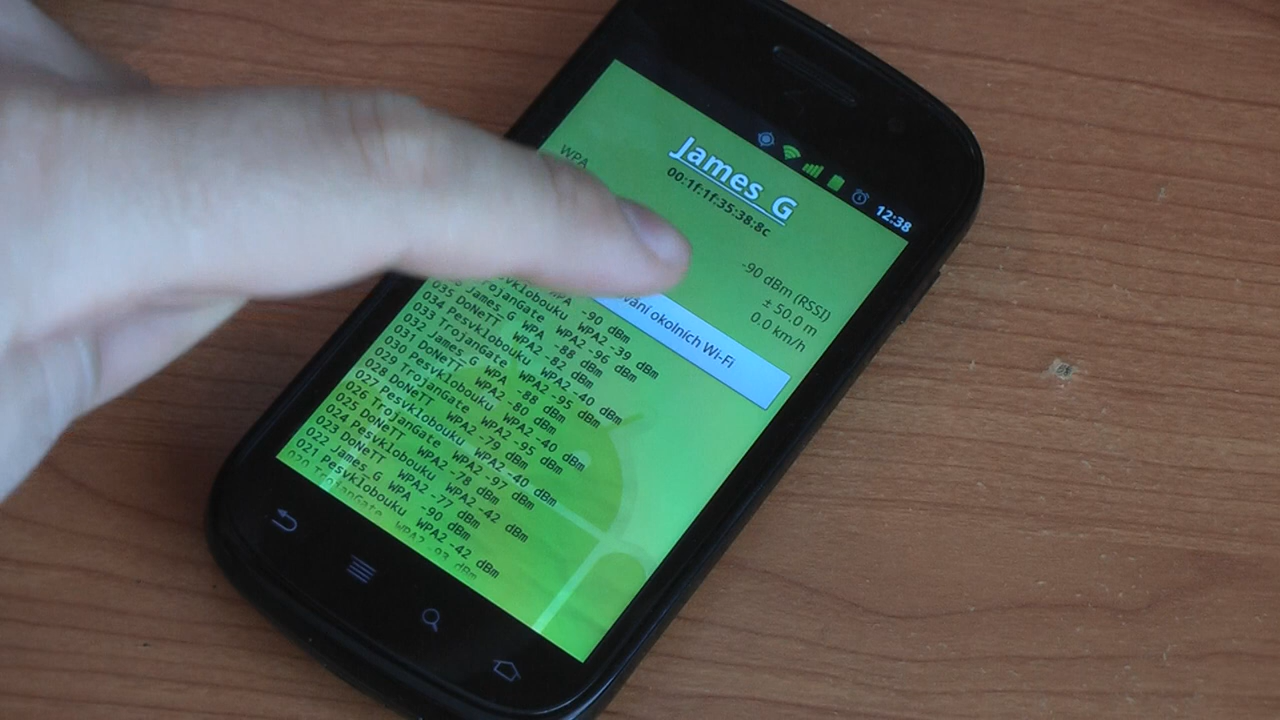 12:38
James_G
00:1f:1f:35:38:8c
WPA
-90 dBm (RSSI)
± 50.0 m
0.0 km/h
okolních Wi-Fi
WPA -90 dBm
WPA2 -39 dBm
TrojanGate WPA2 -96 dBm
James_G WPA -88 dBm
035 DoNeTT WPA2 -82 dBm
034 Pesvklobouku WPA2 -40 dBm
033 TrojanGate WPA2 -95 dBm
032 James_G WPA -88 dBm
031 DoNeTT WPA2 -80 dBm
030 Pesvklobouku WPA2 -40 dBm
029 TrojanGate WPA2 -95 dBm
028 DoNeTT WPA2 -79 dBm
027 Pesvklobouku WPA2 -40 dBm
026 TrojanGate WPA2 -97 dBm
025 DoNeTT WPA2 -78 dBm
024 Pesvklobouku WPA2 -42 dBm
023 DoNeTT WPA2 -77 dBm
022 James_G WPA -90 dBm
021 Pesvklobouku WPA2 -42 dBm
020 TrojanGate WPA2 -93 dBm